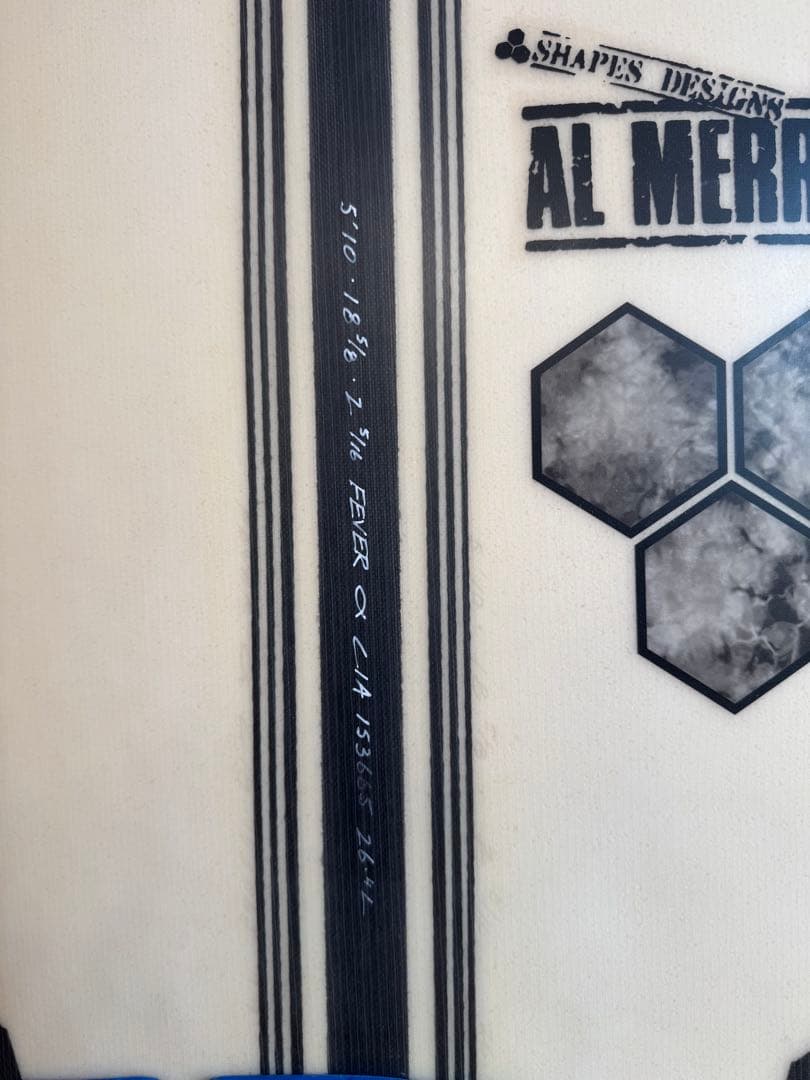 SHAPES DESIGNS
AL MERR
5'10 · 18 5/8 · 2 5/16 FEVER α CIA 153665 26.4L